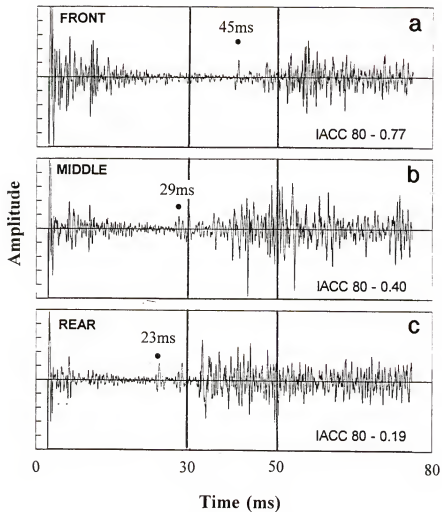 FRONT
a
45ms
IACC 80 - 0.77
MIDDLE
b
29ms
IACC 80 - 0.40
REAR
c
23ms
IACC 80 - 0.19
Amplitude
0 30 50 80
Time (ms)